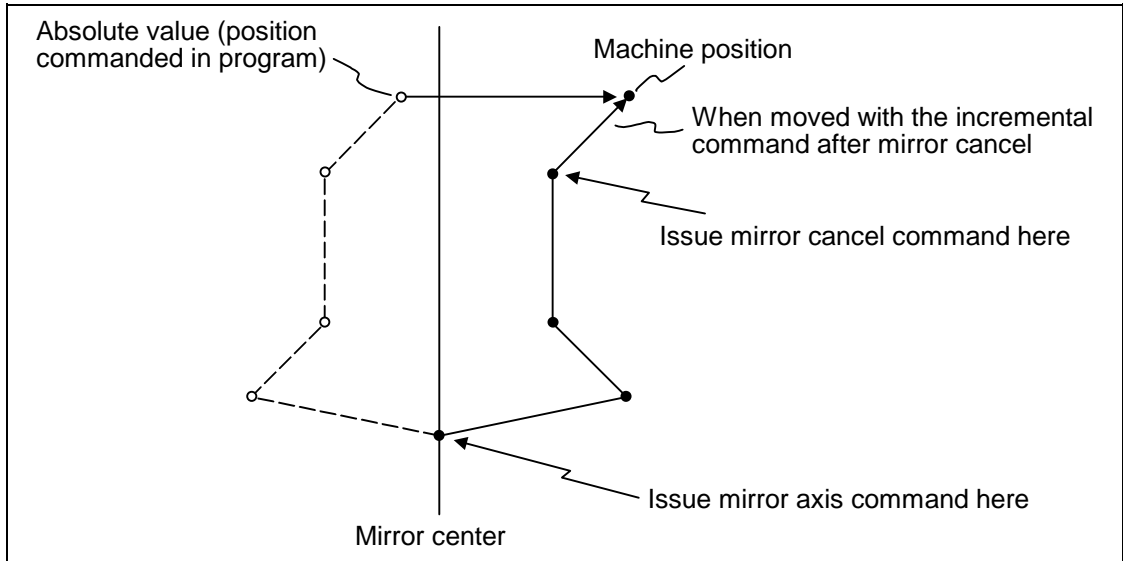 Absolute value (position
commanded in program)
Machine position
When moved with the incremental
command after mirror cancel
Issue mirror cancel command here
Issue mirror axis command here
Mirror center